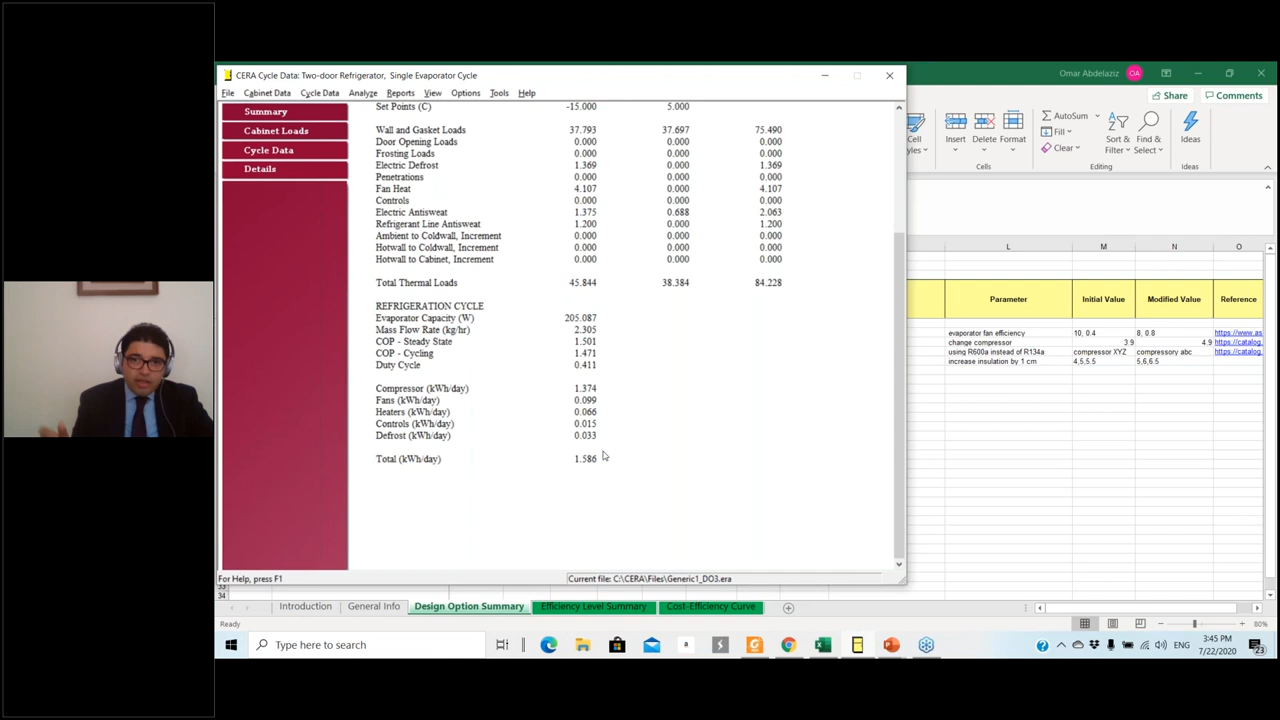 Omar Abdelaziz OA
CERA Cycle Data: Two-door Refrigerator, Single Evaporator Cycle
File Cabinet Data Cycle Data Analyze Reports View Options Tools Help
Share Comments
Summary
Cabinet Loads
Cycle Data
Details
Set Points (C) -15.000 5.000
Wall and Gasket Loads 37.793 37.697 75.490
Door Opening Loads 0.000 0.000 0.000
Frosting Loads 0.000 0.000 0.000
Electric Defrost 1.369 0.000 1.369
Penetrations 0.000 0.000 0.000
Fan Heat 4.107 0.000 4.107
Controls 0.000 0.000 0.000
Electric Antisweat 1.375 0.688 2.063
Refrigerant Line Antisweat 1.200 0.000 1.200
Ambient to Coldwall, Increment 0.000 0.000 0.000
Hotwall to Coldwall, Increment 0.000 0.000 0.000
Hotwall to Cabinet, Increment 0.000 0.000 0.000
Total Thermal Loads 45.844 38.384 84.228
REFRIGERATION CYCLE
Evaporator Capacity (W) 205.087
Mass Flow Rate (kg/hr) 2.305
COP - Steady State 1.501
COP - Cycling 1.471
Duty Cycle 0.411
Compressor (kWh/day) 1.374
Fans (kWh/day) 0.099
Heaters (kWh/day) 0.066
Controls (kWh/day) 0.015
Defrost (kWh/day) 0.033
Total (kWh/day) 1.586
For Help, press F1 Current file: C:\CERA\Files\Generic1_DO3.era
Cell
Styles
Insert Delete Format
Cells
AutoSum
Fill
Clear
Sort &
Filter
Find &
Select
Editing
Ideas
Ideas
L M N O
Parameter Initial Value Modified Value Reference
evaporator fan efficiency 10, 0.4 8, 0.8 https://www.as
change compressor 3.9 4.9 https://catalog.
using R600a instead of R134a compressor XYZ compressory abc https://catalog.
increase insulation by 1 cm 4,5,5.5 5,6,6.5
34
Introduction General Info Design Option Summary Efficiency Level Summary Cost-Efficiency Curve
Ready 80%
Type here to search
ENG
3:45 PM
7/22/2020
23